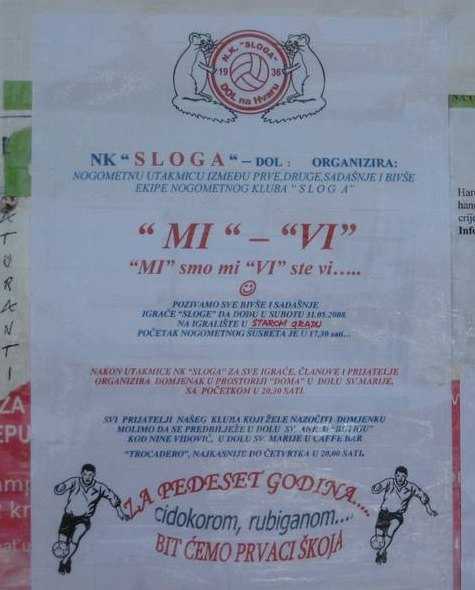 N.K. "SLOGA"
19 36
DOL na Hvaru
NK " S L O G A " – DOL : ORGANIZIRA:
NOGOMETNU UTAKMICU IZMEĐU PRVE,DRUGE,SADAŠNJE I BIVŠE
EKIPE NOGOMETNOG KLUBA " S L O G A"
" MI " – "VI"
"MI" smo mi "VI" ste vi.....
POZIVAMO SVE BIVŠE I SADAŠNJE
IGRAČE "SLOGE" DA DOĐU U SUBOTU 31.05.2008.
NA IGRALIŠTE U STAROM GRADU
POČETAK NOGOMETNOG SUSRETA JE U 17,30 sati...
NAKON UTAKMICE NK "SLOGA" ZA SVE IGRAČE, ČLANOVE I PRIJATELJE
ORGANIZIRA DOMJENAK U PROSTORIJI "DOMA" U DOLU SV.MARIJE,
SA POČETKOM U 20,30 SATI.
SVI PRIJATELJI NAŠEG KLUBA KOJI ŽELE NAZOČITI DOMJENKU
MOLIMO DA SE PREDBILJEŽE U DOLU SV. "BUTIGU"
KOD NINE VIDOVIĆ, U DOLU SV. MARIJE U CAFFE BAR
"TROCADERO", NAJKASNIJE DO ČETVRTKA U 20,00 SATI.
ZA PEDESET GODINA....
cidokorom, rubiganom....
BIT ĆEMO PRVACI ŠKOJA
ATURANTI
ZA